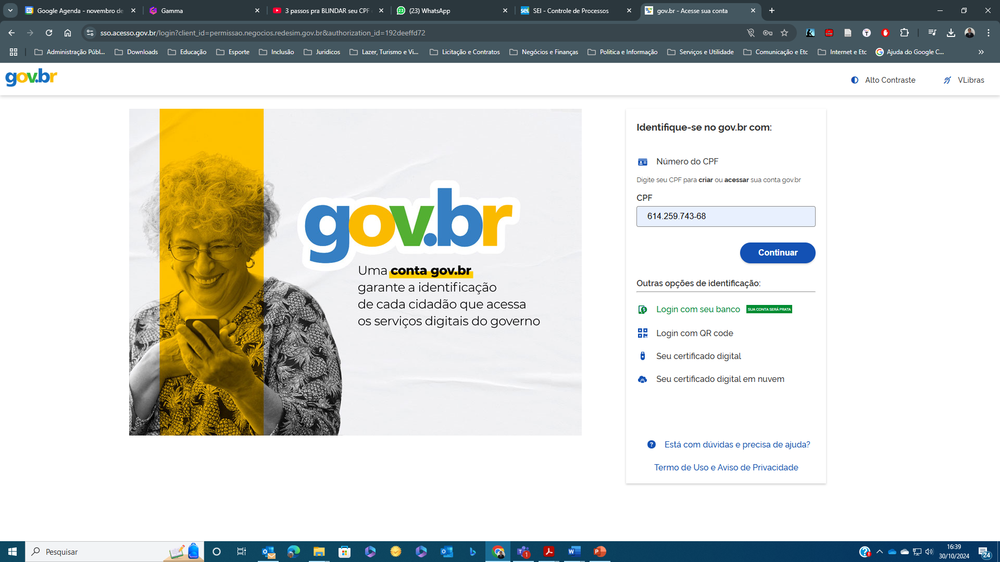 Google Agenda - novembro de
Gamma
3 passos pra BLINDAR seu CPF
(23) WhatsApp
SEI - Controle de Processos
gov.br - Acesse sua conta
sso.acesso.gov.br/login?client_id=permissao.negocios.redesim.gov.br&authorization_id=192deeffd72
Administração Públ...
Downloads
Educação
Esporte
Inclusão
Juridicos
Lazer, Turismo e Vi...
Licitação e Contratos
Negócios e Finanças
Politica e Informação
Serviços e Utilidade
Comunicação e Etc
Internet e Etc
Ajuda do Google C...
gov.br
Alto Contraste
VLibras
gov.br
Uma conta gov.br
garante a identificação
de cada cidadão que acessa
os serviços digitais do governo
Identifique-se no gov.br com:
Número do CPF
Digite seu CPF para criar ou acessar sua conta gov.br
CPF
614.259.743-68
Continuar
Outras opções de identificação:
Login com seu banco
SUA CONTA SERÁ PRATA
Login com QR code
Seu certificado digital
Seu certificado digital em nuvem
Está com dúvidas e precisa de ajuda?
Termo de Uso e Aviso de Privacidade
Pesquisar
16:39
30/10/2024
24